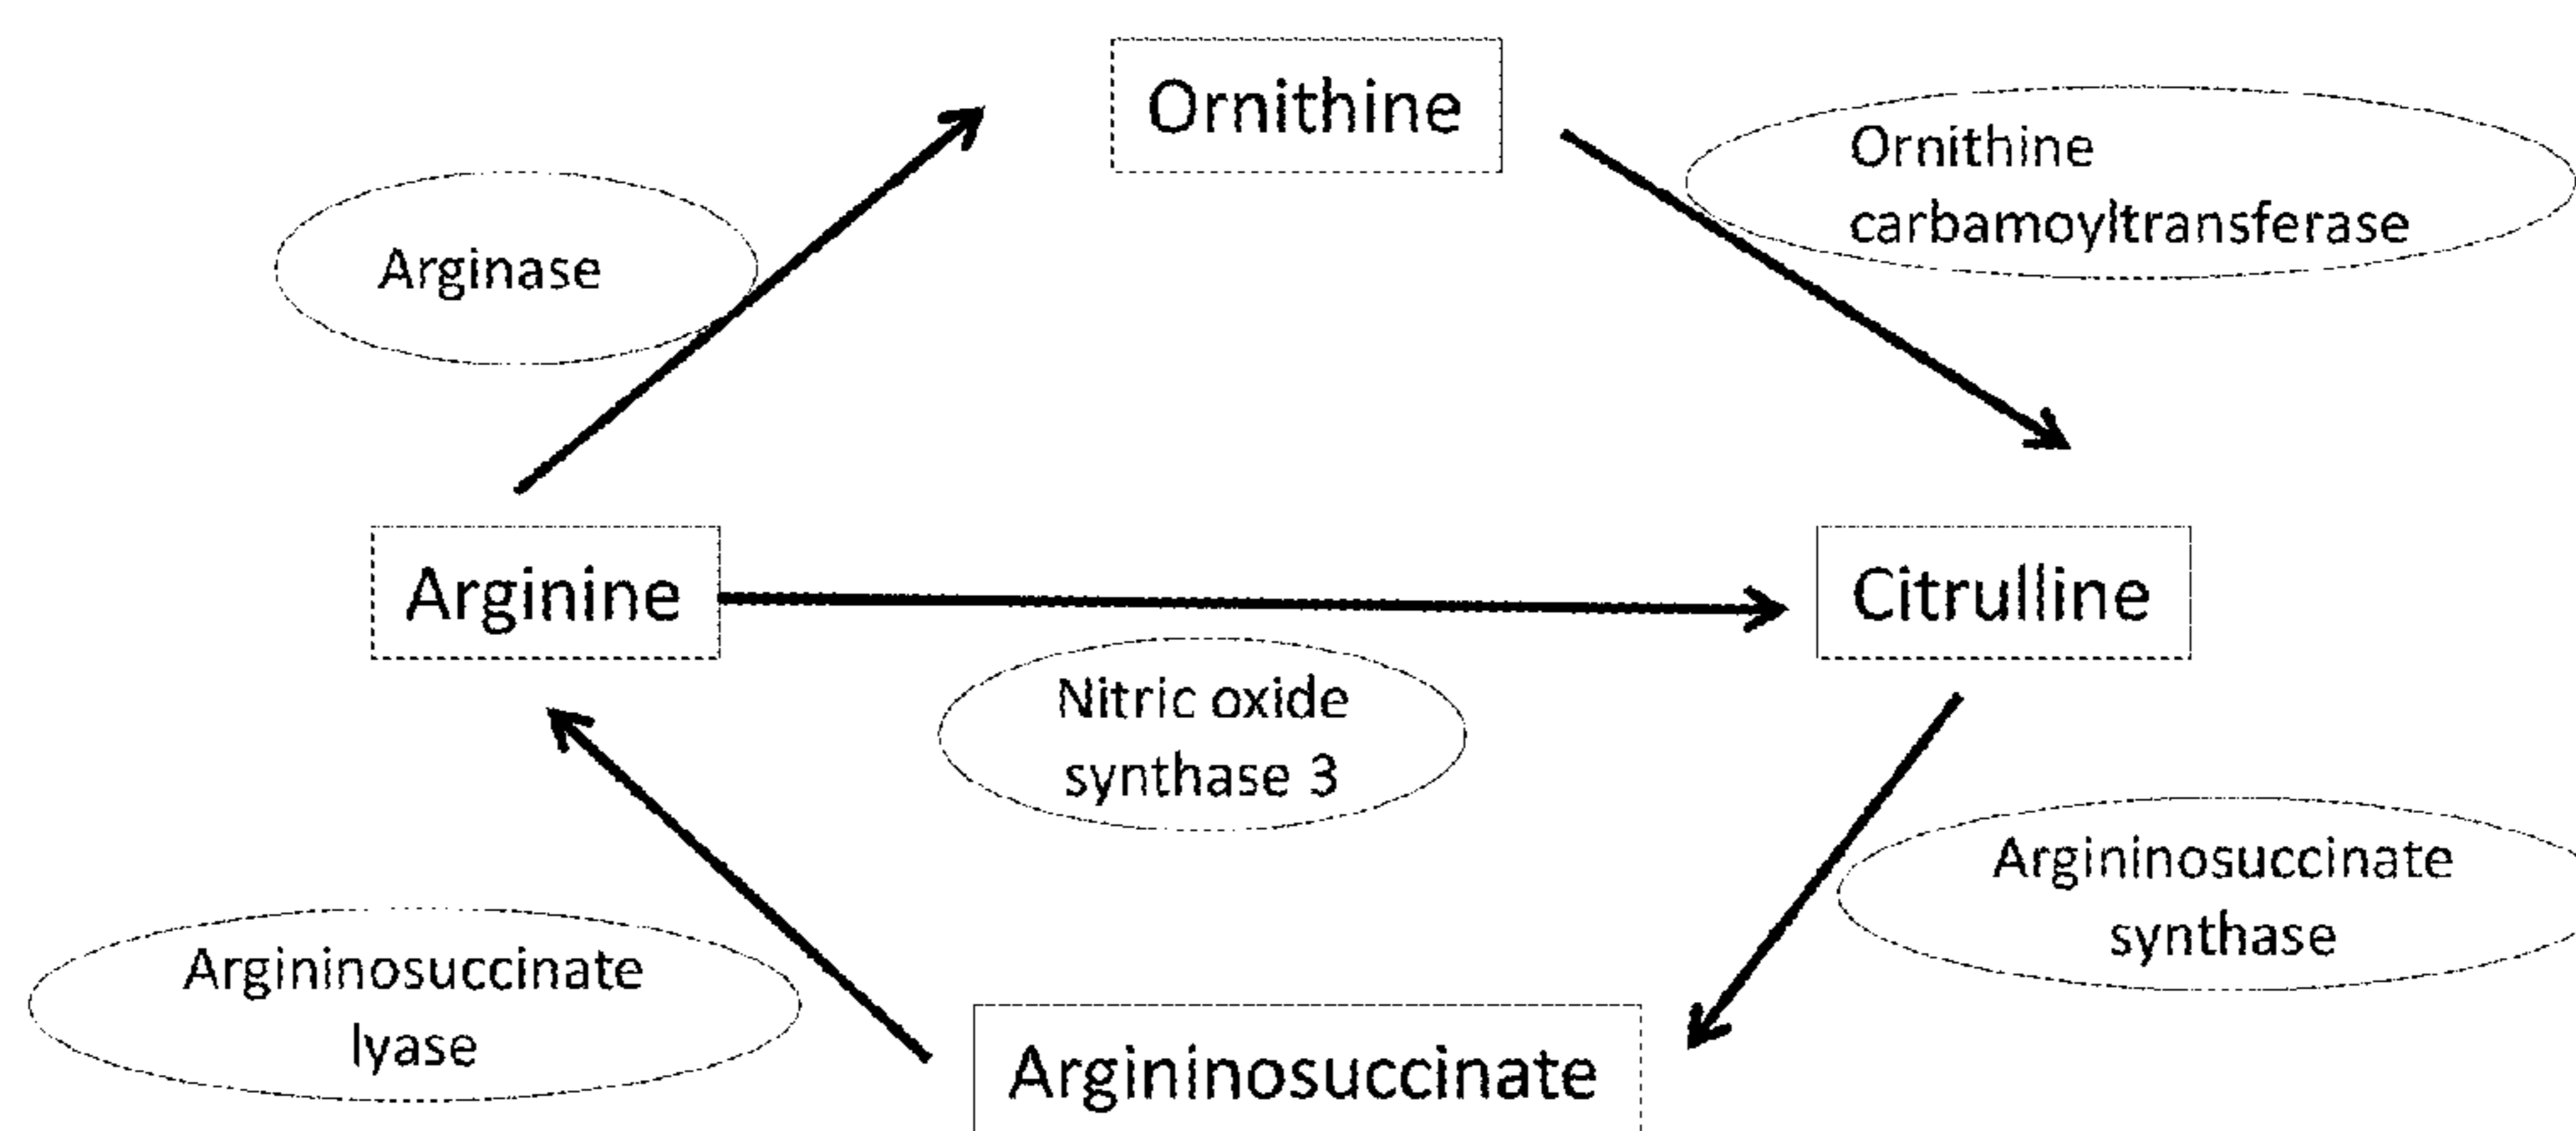 Ornithine
Ornithine
carbamoyltransferase
Arginase
Arginine
Citrulline
Nitric oxide
synthase 3
Argininosuccinate
synthase
Argininosuccinate
lyase
Argininosuccinate